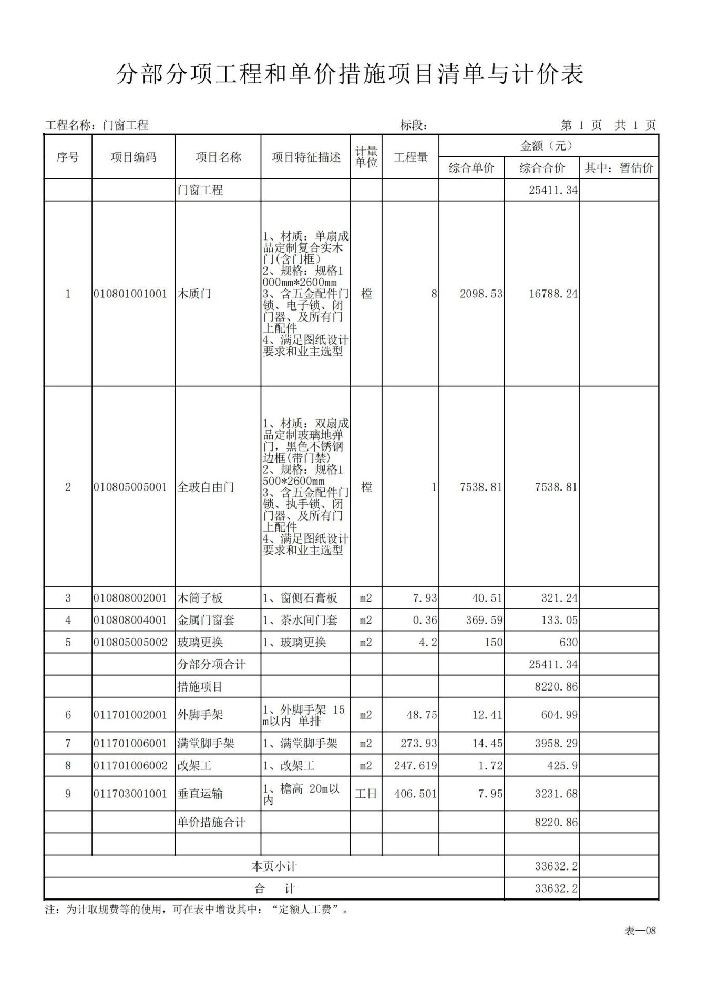 分部分项工程和单价措施项目清单与计价表
工程名称：门窗工程 标段： 第 1 页 共 1 页
序号 项目编码 项目名称 项目特征描述 计量单位 工程量 金额（元）
综合单价 综合合价 其中：暂估价
门窗工程 25411.34
1、材质：单扇成
品定制复合实木
门(含门框）
2、规格：规格1
000mm*2600mm
1 010801001001 木质门 3、含五金配件门 樘 8 2098.53 16788.24
锁、电子锁、闭
门器、及所有门
上配件
4、满足图纸设计
要求和业主选型
1、材质：双扇成
品定制玻璃地弹
门，黑色不锈钢
边框(带门禁)
2、规格：规格1
500*2600mm
2 010805005001 全玻自由门 3、含五金配件门 樘 1 7538.81 7538.81
锁、执手锁、闭
门器、及所有门
上配件
4、满足图纸设计
要求和业主选型
3 010808002001 木筒子板 1、窗侧石膏板 m2 7.93 40.51 321.24
4 010808004001 金属门窗套 1、茶水间门套 m2 0.36 369.59 133.05
5 010805005002 玻璃更换 1、玻璃更换 m2 4.2 150 630
分部分项合计 25411.34
措施项目 8220.86
6 011701002001 外脚手架 1、外脚手架 15 m2 48.75 12.41 604.99
m以内 单排
7 011701006001 满堂脚手架 1、满堂脚手架 m2 273.93 14.45 3958.29
8 011701006002 改架工 1、改架工 m2 247.619 1.72 425.9
9 011703001001 垂直运输 1、檐高 20m以 工日 406.501 7.95 3231.68
内
单价措施合计 8220.86
本页小计 33632.2
合 计 33632.2
注：为计取规费等的使用，可在表中增设其中：“定额人工费”。
表—08